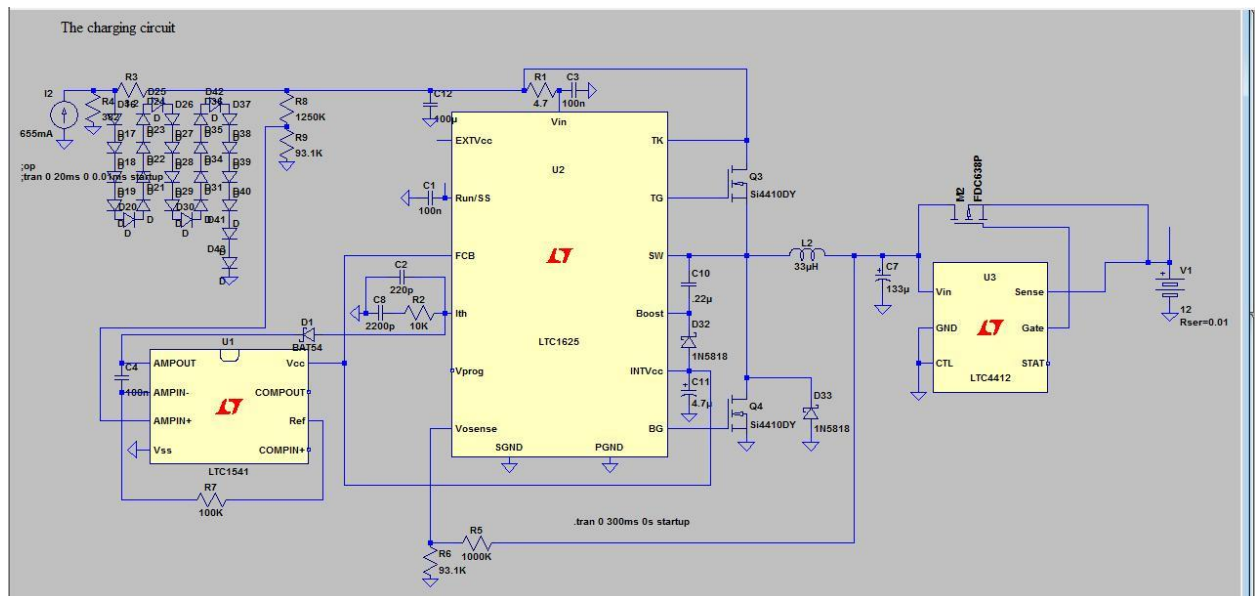 The charging circuit
I2
655mA
R4
R3
D25
D42
D24
D26
D36
D37
D17
D23
D27
D35
D38
D18
D22
D28
D34
D39
D19
D21
D29
D31
D40
D20
D30
D41
D
;op
;tran 0 20ms 0 0.01ms startup
R8
1250K
R9
93.1K
C12
100µ
R1
4.7
C3
100n
Vin
EXTVcc
TK
U2
C1
100n
Run/SS
TG
Q3
Si4410DY
FCB
SW
L2
33µH
C2
220p
C8
2200p
R2
10K
Ith
C10
.22µ
Boost
D32
1N5818
LTC1625
Vprog
INTVcc
C11
4.7µ
Q4
Si4410DY
D33
1N5818
Vosense
BG
SGND
PGND
D1
BAT54
U1
AMPOUT
Vcc
C4
100n
AMPIN-
COMPOUT
AMPIN+
Ref
Vss
COMPIN+
LTC1541
R7
100K
.tran 0 300ms 0s startup
R5
1000K
R6
93.1K
C7
133µ
M2
FDC638P
U3
Vin
Sense
GND
Gate
CTL
STAT
LTC4412
V1
12
Rser=0.01